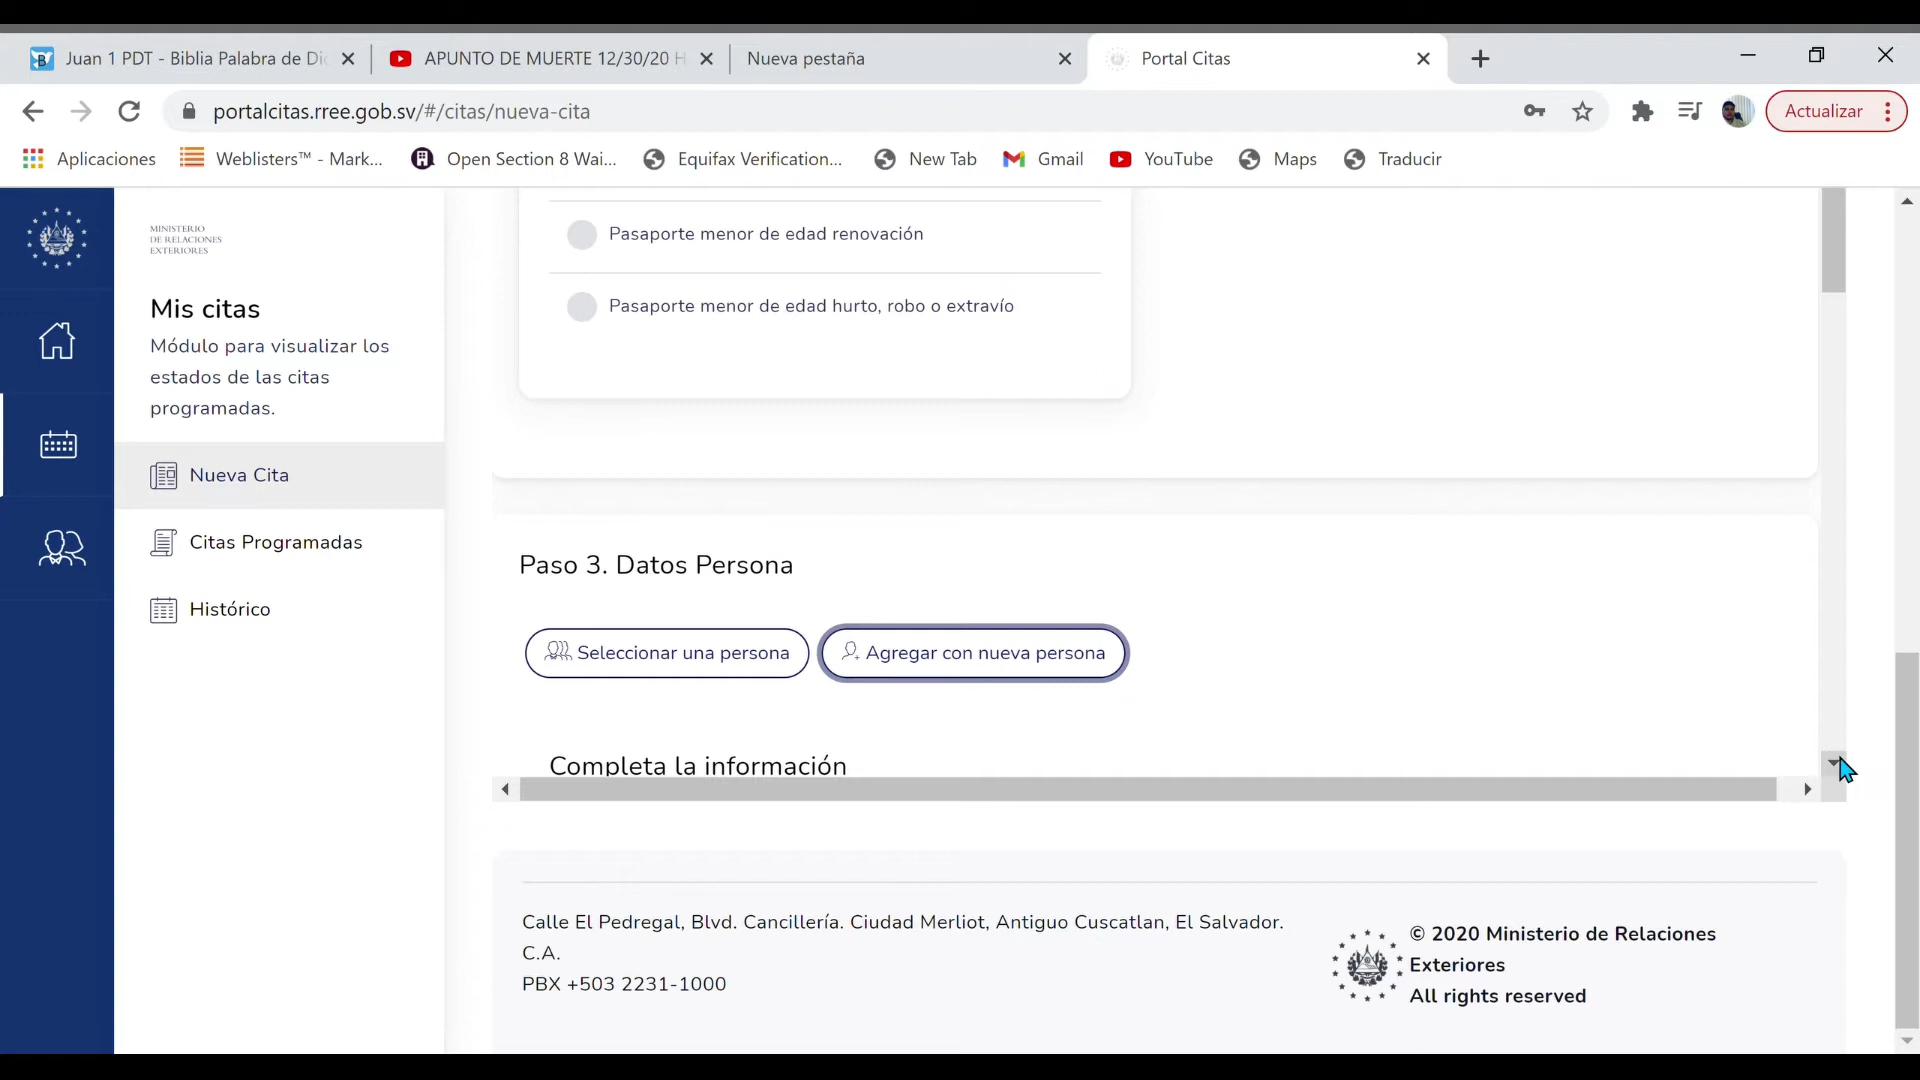 Juan 1 PDT - Biblia Palabra de Dio
APUNTO DE MUERTE 12/30/20 H
Nueva pestaña
Portal Citas
portalcitas.rree.gob.sv/#/citas/nueva-cita
Actualizar
Aplicaciones
Weblisters™ - Mark...
Open Section 8 Wai...
Equifax Verification...
New Tab
Gmail
YouTube
Maps
Traducir
MINISTERIO
DE RELACIONES
EXTERIORES
Mis citas
Módulo para visualizar los
estados de las citas
programadas.
Nueva Cita
Citas Programadas
Histórico
Pasaporte menor de edad renovación
Pasaporte menor de edad hurto, robo o extravío
Paso 3. Datos Persona
Seleccionar una persona
Agregar con nueva persona
Completa la información
Calle El Pedregal, Blvd. Cancillería. Ciudad Merliot, Antiguo Cuscatlan, El Salvador.
C.A.
PBX +503 2231-1000
© 2020 Ministerio de Relaciones
Exteriores
All rights reserved